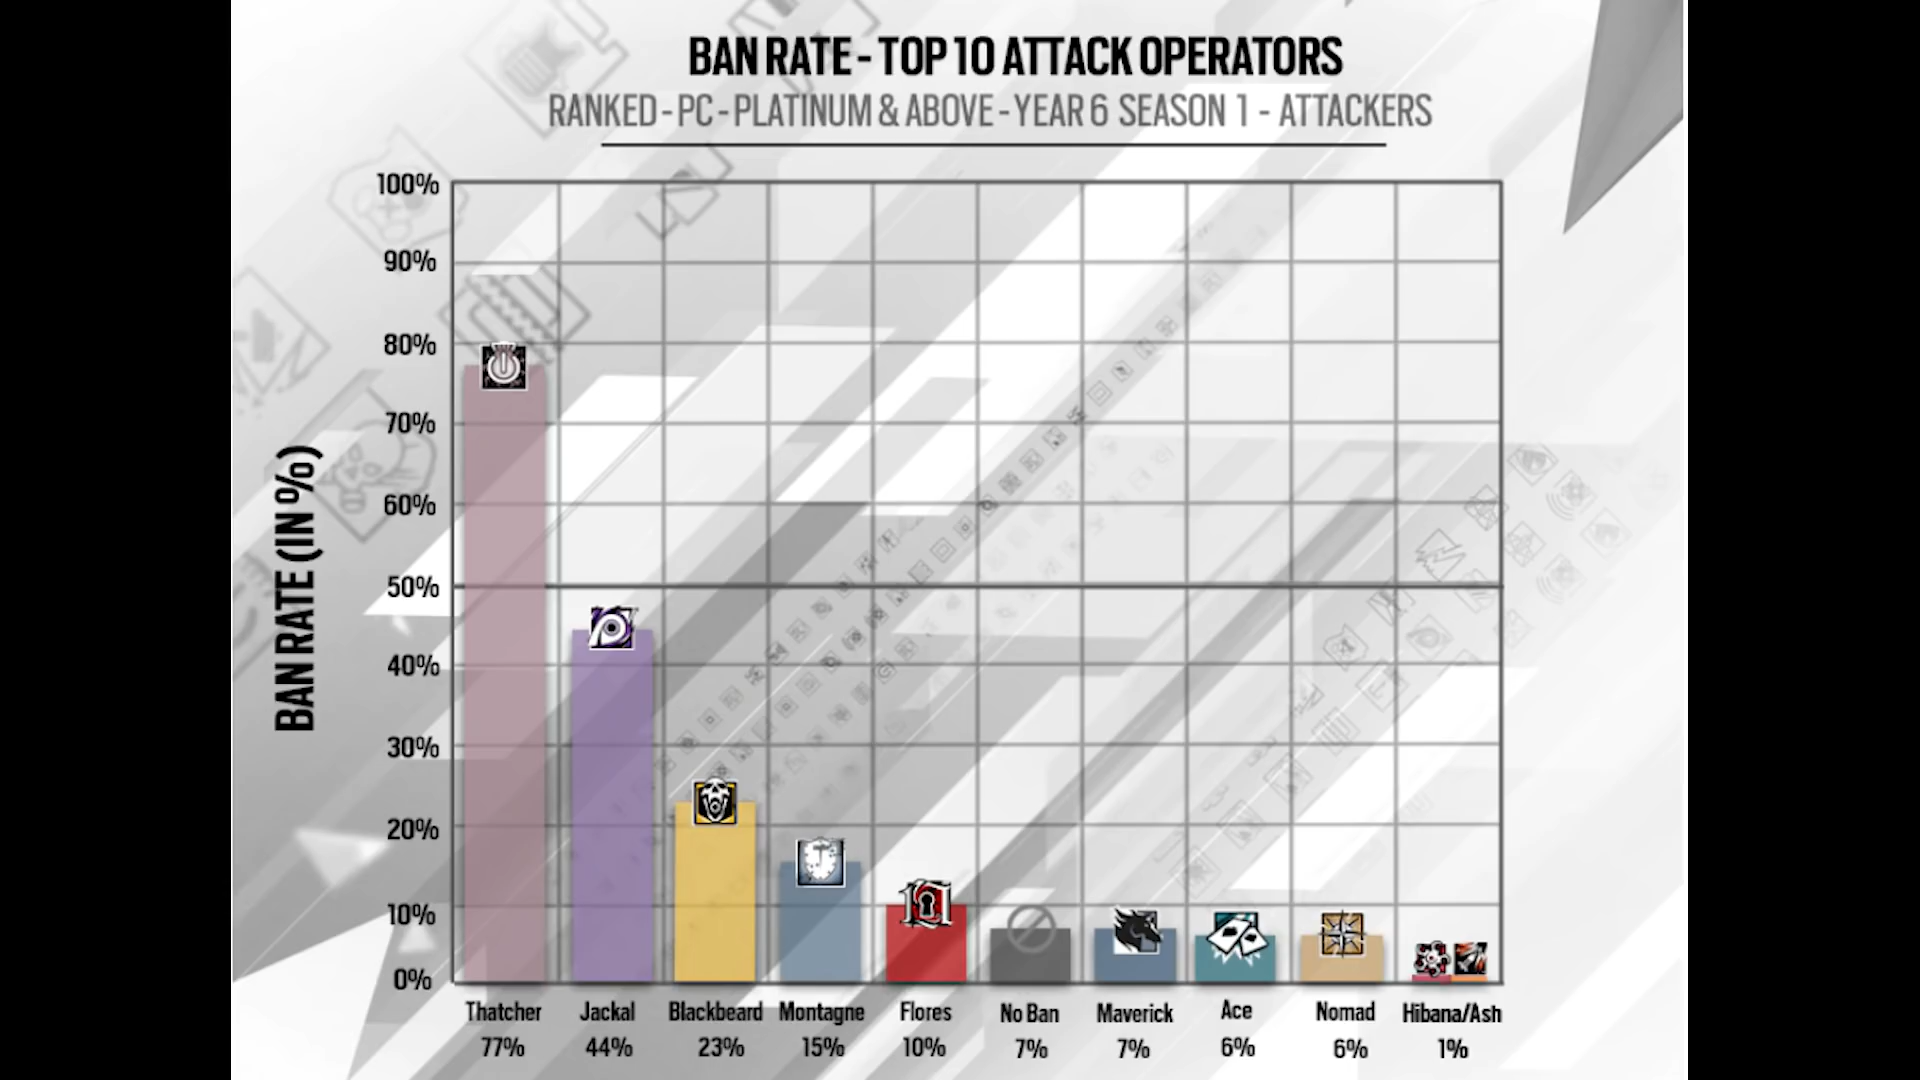 BAN RATE - TOP 10 ATTACK OPERATORS
RANKED - PC - PLATINUM & ABOVE - YEAR 6 SEASON 1 - ATTACKERS
BAN RATE (IN %)
100%
90%
80%
70%
60%
50%
40%
30%
20%
10%
0%
Thatcher Jackal Blackbeard Montagne Flores No Ban Maverick Ace Nomad Hibana/Ash
77% 44% 23% 15% 10% 7% 7% 6% 6% 1%